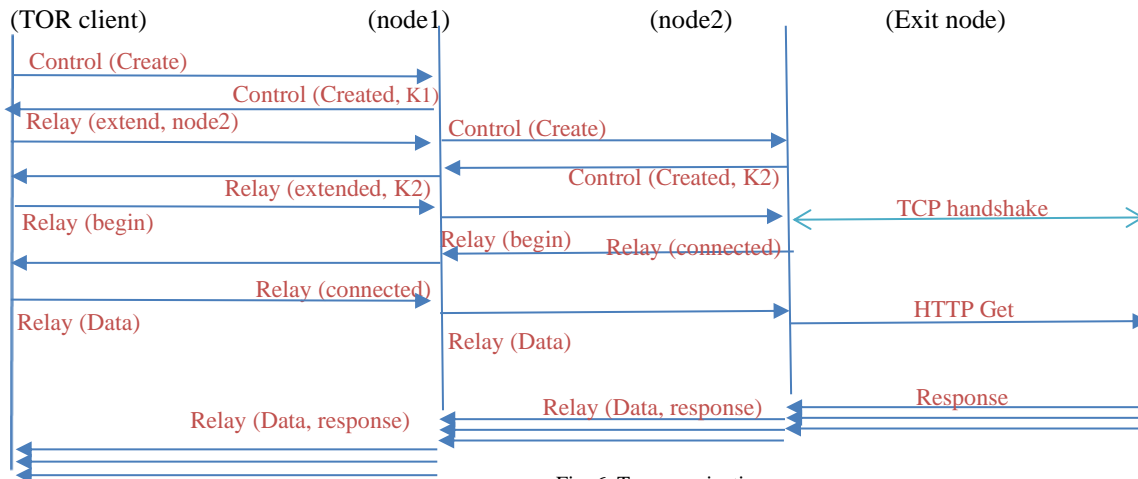 (TOR client) (node1) (node2) (Exit node)
Control (Create)
Control (Created, K1)
Relay (extend, node2)
Control (Create)
Control (Created, K2)
Relay (extended, K2)
TCP handshake
Relay (begin)
Relay (begin)
Relay (connected)
Relay (connected)
HTTP Get
Relay (Data)
Relay (Data)
Response
Relay (Data, response)
Relay (Data, response)